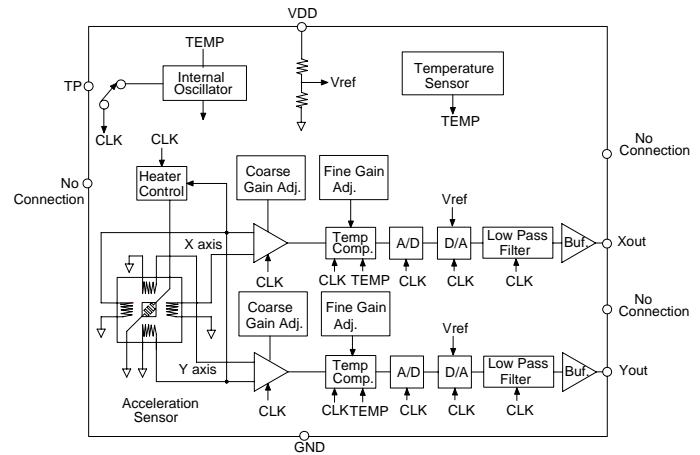 VDD
TEMP
Internal
Oscillator
TP
CLK
Vref
Temperature
Sensor
TEMP
No
Connection
CLK
Heater
Control
No
Connection
Coarse
Gain Adj.
Fine Gain
Adj.
Vref
X axis
Temp
Comp.
A/D
D/A
Low Pass
Filter
Buf.
Xout
CLK
CLK
TEMP
CLK
CLK
CLK
Coarse
Gain Adj.
Fine Gain
Adj.
No
Connection
Vref
Y axis
Temp
Comp.
A/D
D/A
Low Pass
Filter
Buf.
Yout
CLK
CLK
TEMP
CLK
CLK
CLK
Acceleration
Sensor
GND